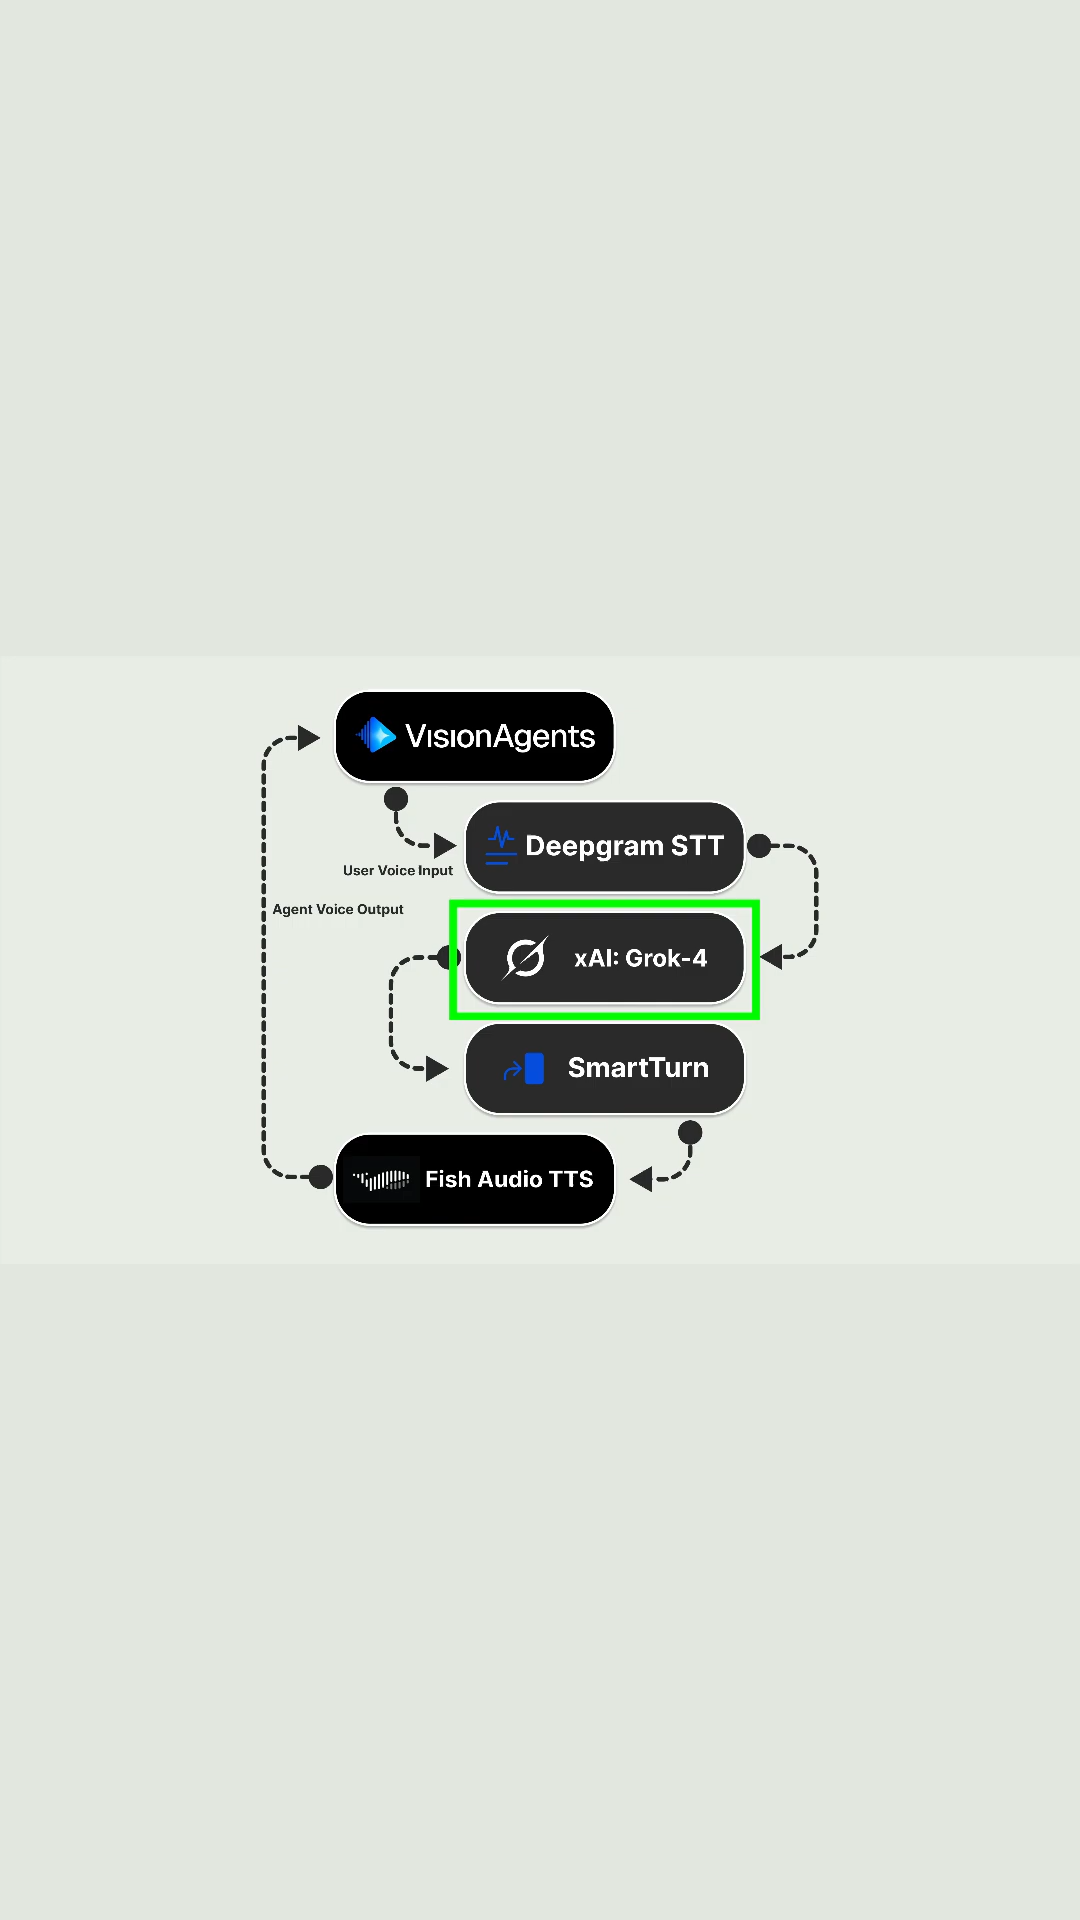 VisionAgents
Deepgram STT
User Voice Input
Agent Voice Output
xAI: Grok-4
SmartTurn
Fish Audio TTS